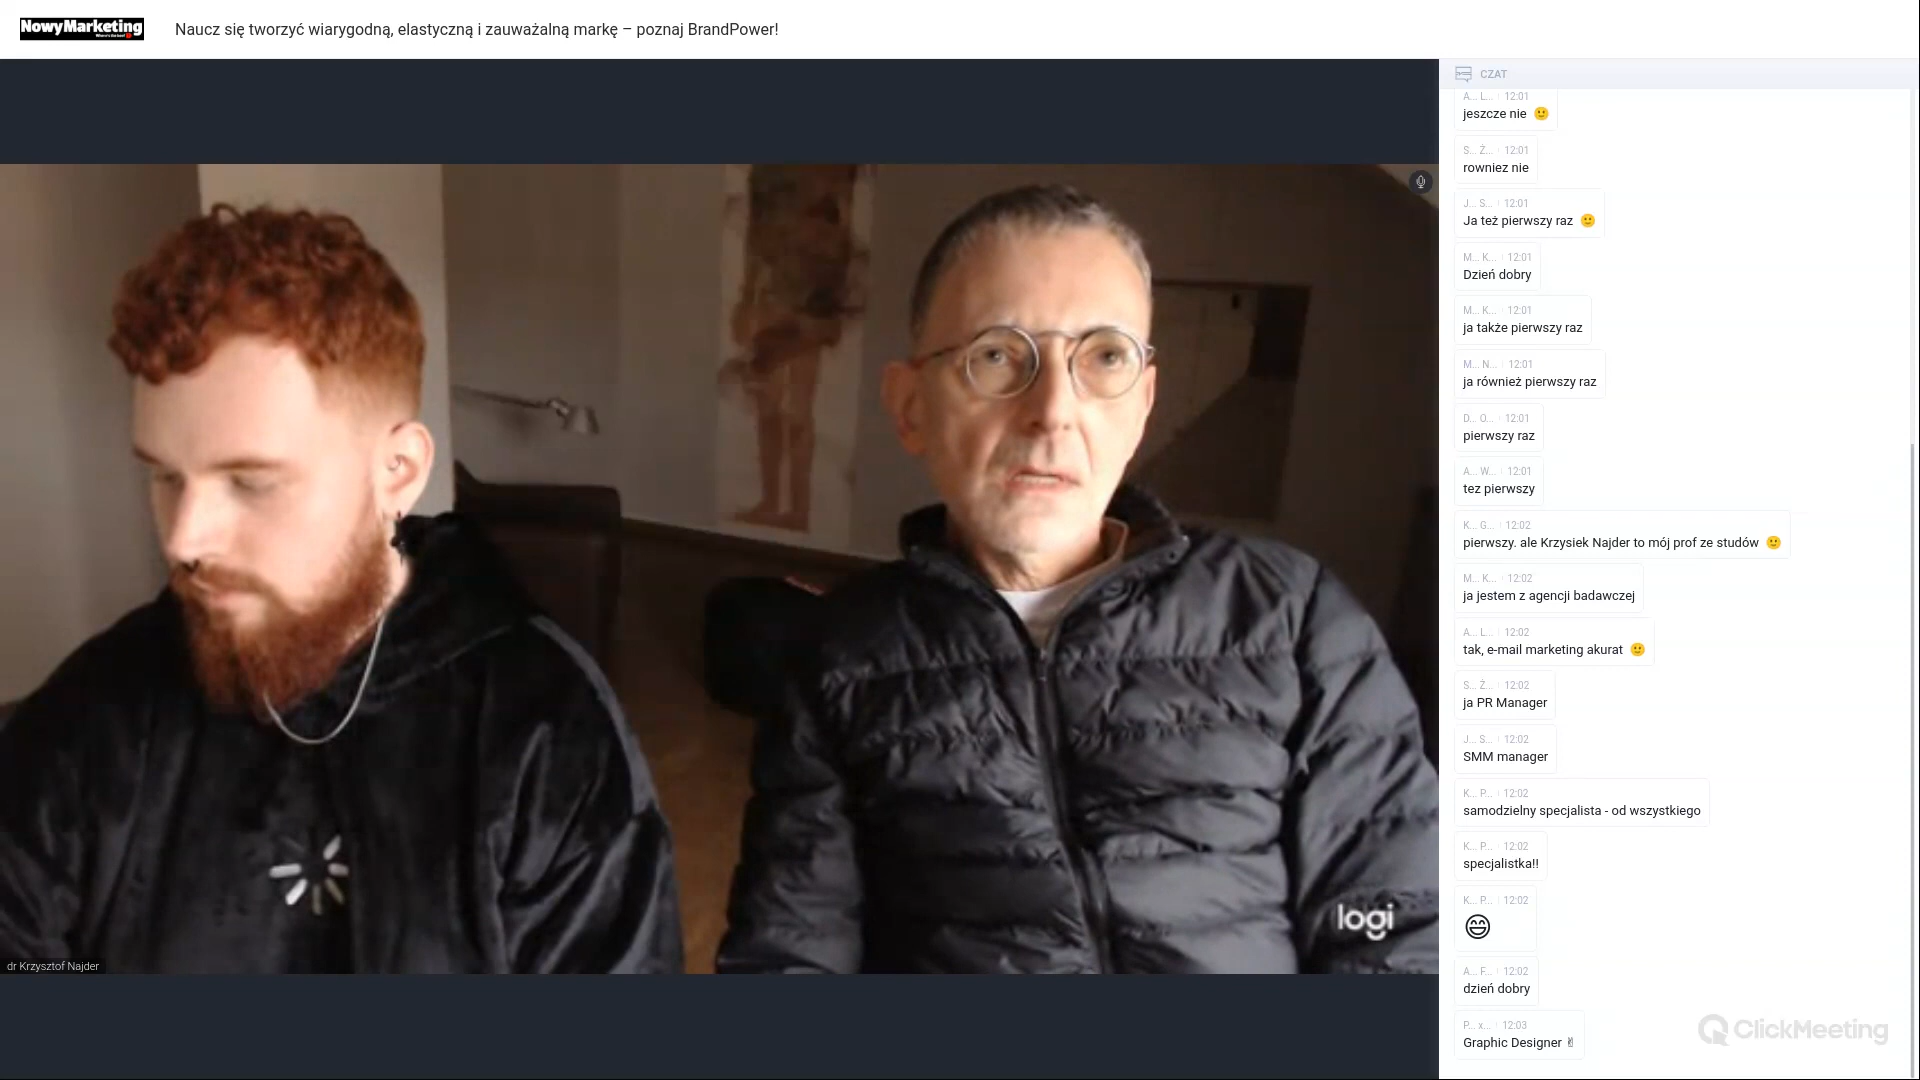 NowyMarketing
Naucz się tworzyć wiarygodną, elastyczną i zauważalną markę – poznaj BrandPower!
CZAT
A... L... 12:01
jeszcze nie 🙂
S... Ż... 12:01
rowniez nie
J... S... 12:01
Ja też pierwszy raz 🙂
M... K... 12:01
Dzień dobry
M... K... 12:01
ja także pierwszy raz
M... N... 12:01
ja również pierwszy raz
D... O... 12:01
pierwszy raz
A... W... 12:01
tez pierwszy
K... G... 12:02
pierwszy. ale Krzysiek Najder to mój prof ze studów 🙂
M... K... 12:02
ja jestem z agencji badawczej
A... L... 12:02
tak, e-mail marketing akurat 🙂
S... Ż... 12:02
ja PR Manager
J... S... 12:02
SMM manager
K... P... 12:02
samodzielny specjalista - od wszystkiego
K... P... 12:02
specjalistka!!
K... P... 12:02
😄
A... F... 12:02
dzień dobry
P... x... 12:03
Graphic Designer ✌
logi
dr Krzysztof Najder
ClickMeeting